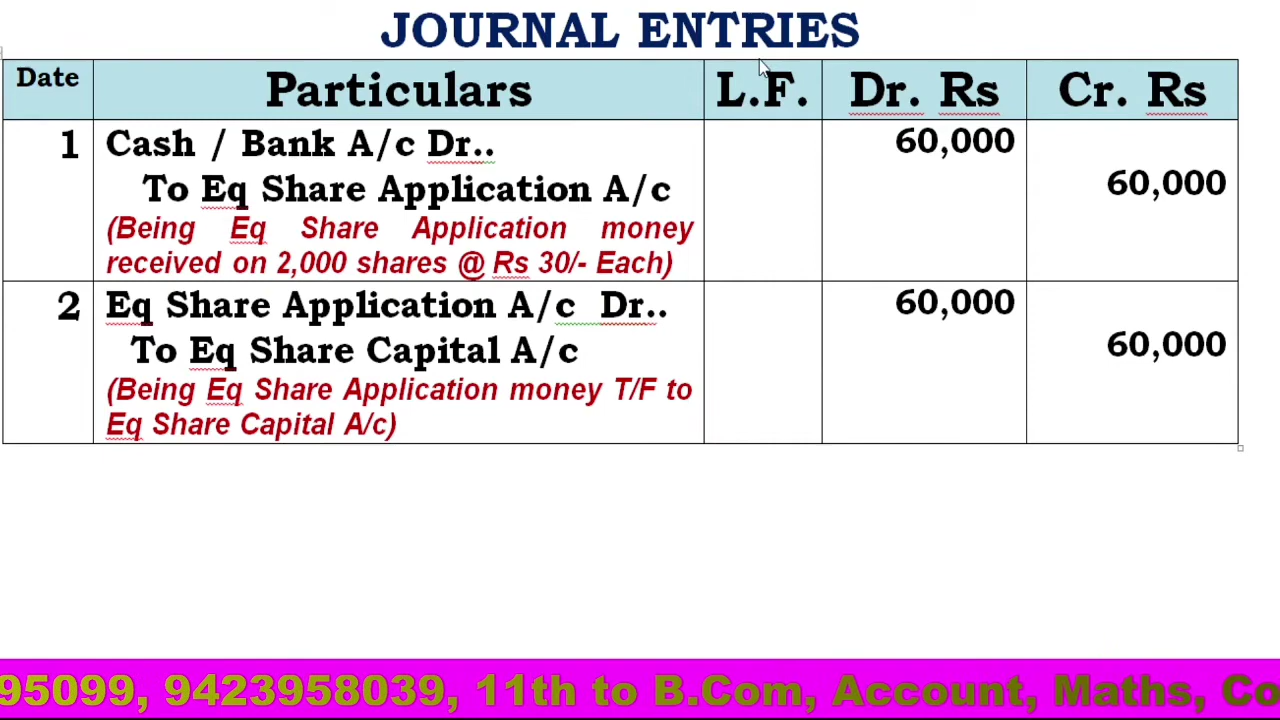 JOURNAL ENTRIES
Date Particulars L.F. Dr. Rs Cr. Rs
1 Cash / Bank A/c Dr.. 60,000
To Eq Share Application A/c 60,000
(Being Eq Share Application money
received on 2,000 shares @ Rs 30/- Each)
2 Eq Share Application A/c Dr.. 60,000
To Eq Share Capital A/c 60,000
(Being Eq Share Application money T/F to
Eq Share Capital A/c)
95099, 9423958039, 11th to B.Com, Account, Maths, Co